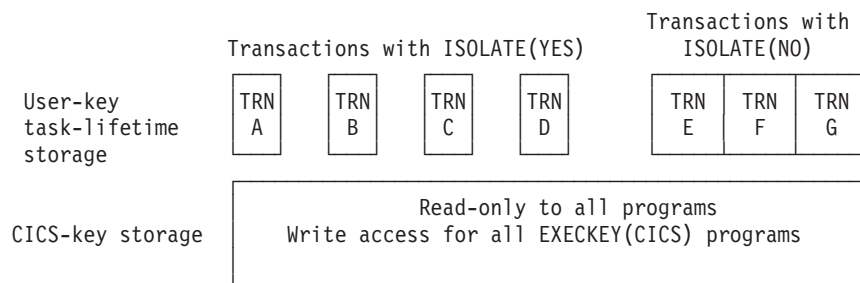 Transactions with
Transactions with ISOLATE(YES) ISOLATE(NO)
User-key TRN TRN TRN TRN TRN TRN TRN
task-lifetime A B C D E F G
storage
Read-only to all programs
CICS-key storage Write access for all EXECKEY(CICS) programs